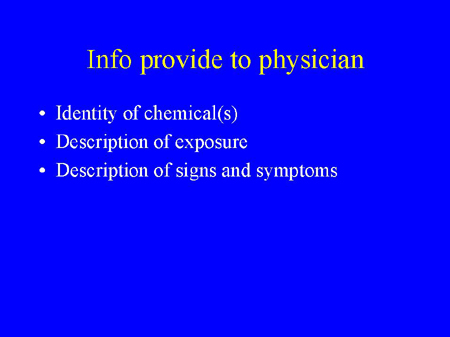 Info provide to physician
• Identity of chemical(s)
• Description of exposure
• Description of signs and symptoms